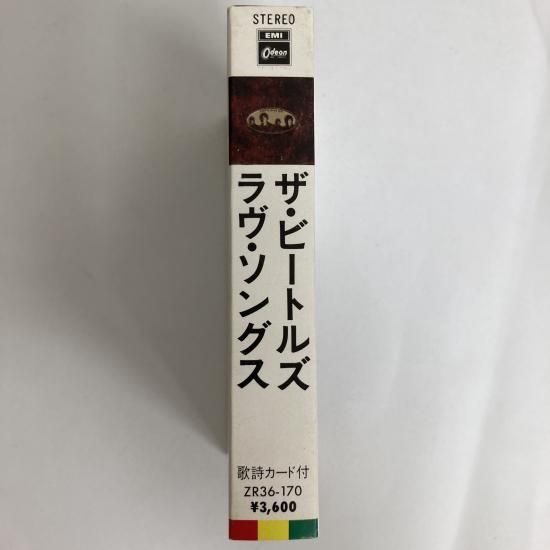 STEREO
EMI
Odeon
ザ・ビートルズ
ラヴ・ソングス
歌詩カード付
ZR36-170
¥3,600